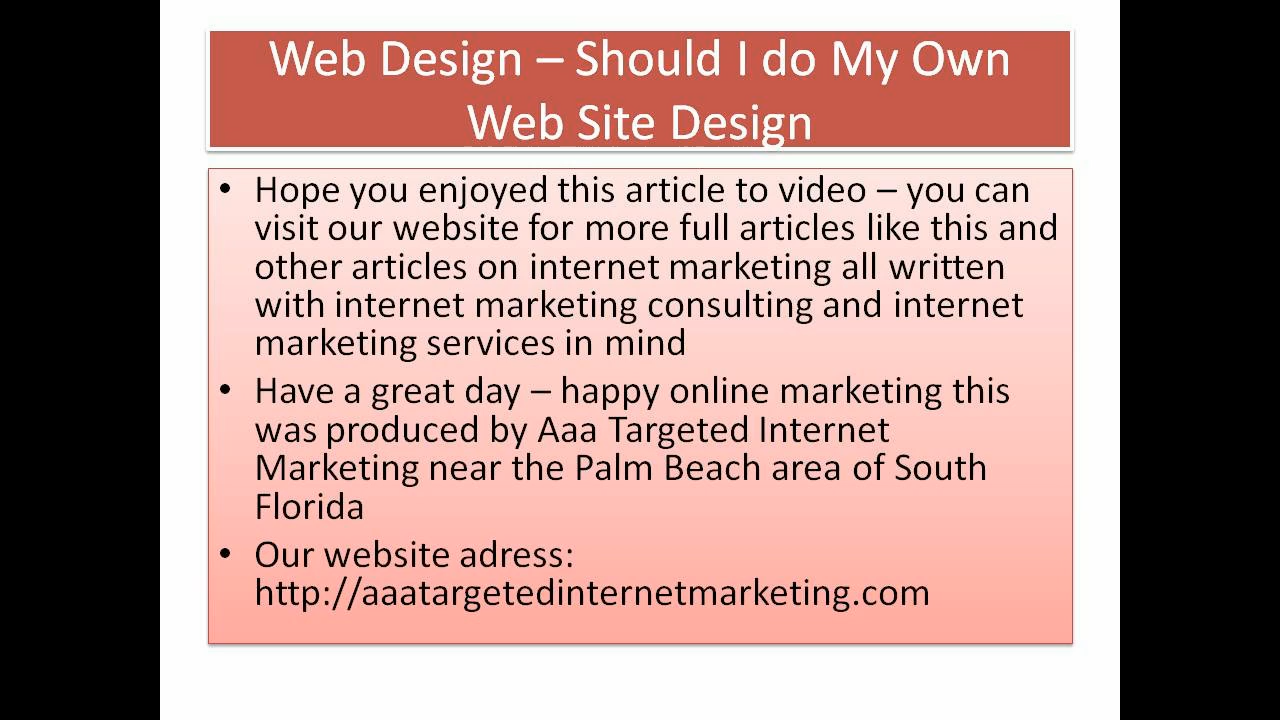 Web Design – Should I do My Own
Web Site Design
• Hope you enjoyed this article to video – you can
visit our website for more full articles like this and
other articles on internet marketing all written
with internet marketing consulting and internet
marketing services in mind
• Have a great day – happy online marketing this
was produced by Aaa Targeted Internet
Marketing near the Palm Beach area of South
Florida
• Our website adress:
http://aaatargetedinternetmarketing.com